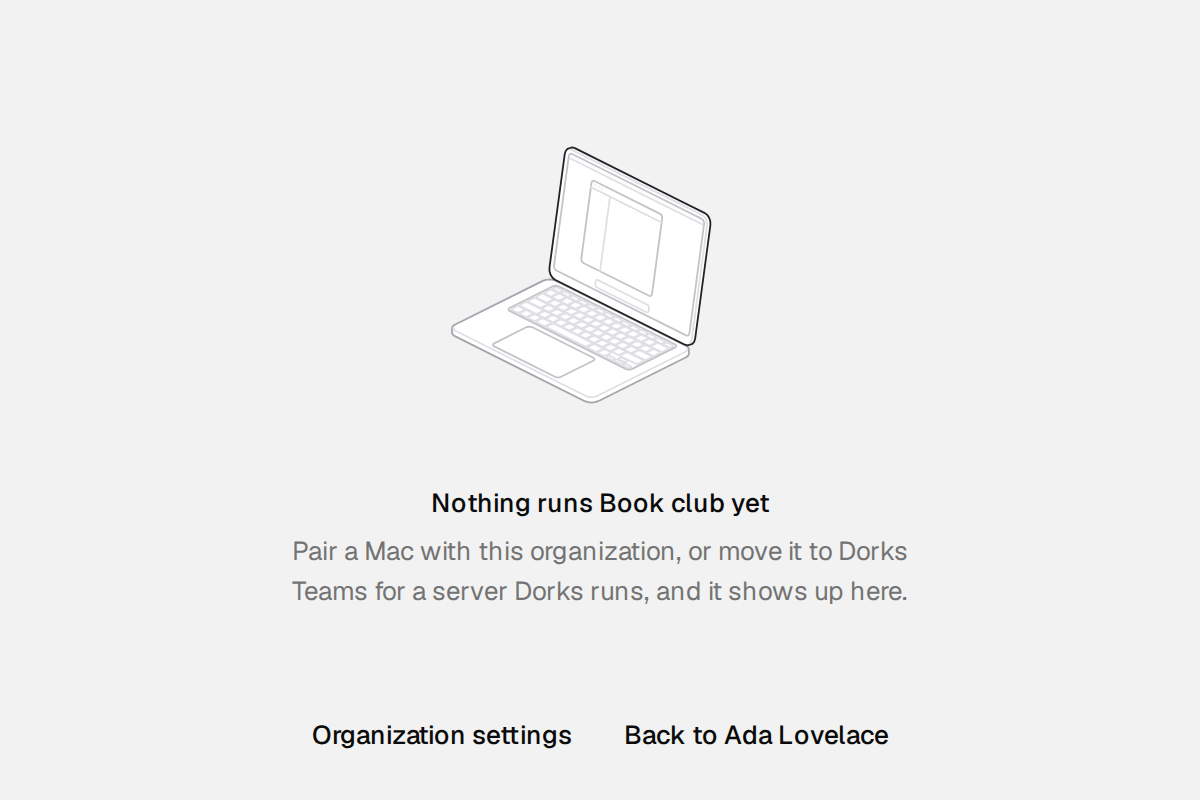 Nothing runs Book club yet
Pair a Mac with this organization, or move it to Dorks
Teams for a server Dorks runs, and it shows up here.
Organization settings
Back to Ada Lovelace